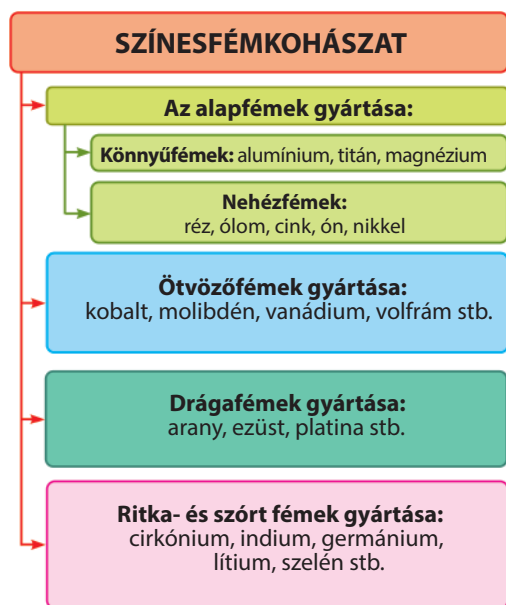 SZÍNESFÉMKOHÁSZAT
Az alapfémek gyártása:
Könnyűfémek: alumínium, titán, magnézium
Nehézfémek:
réz, ólom, cink, ón, nikkel
Ötvözőfémek gyártása:
kobalt, molibdén, vanádium, volfrám stb.
Drágafémek gyártása:
arany, ezüst, platina stb.
Ritka- és szórt fémek gyártása:
cirkónium, indium, germánium,
lítium, szelén stb.